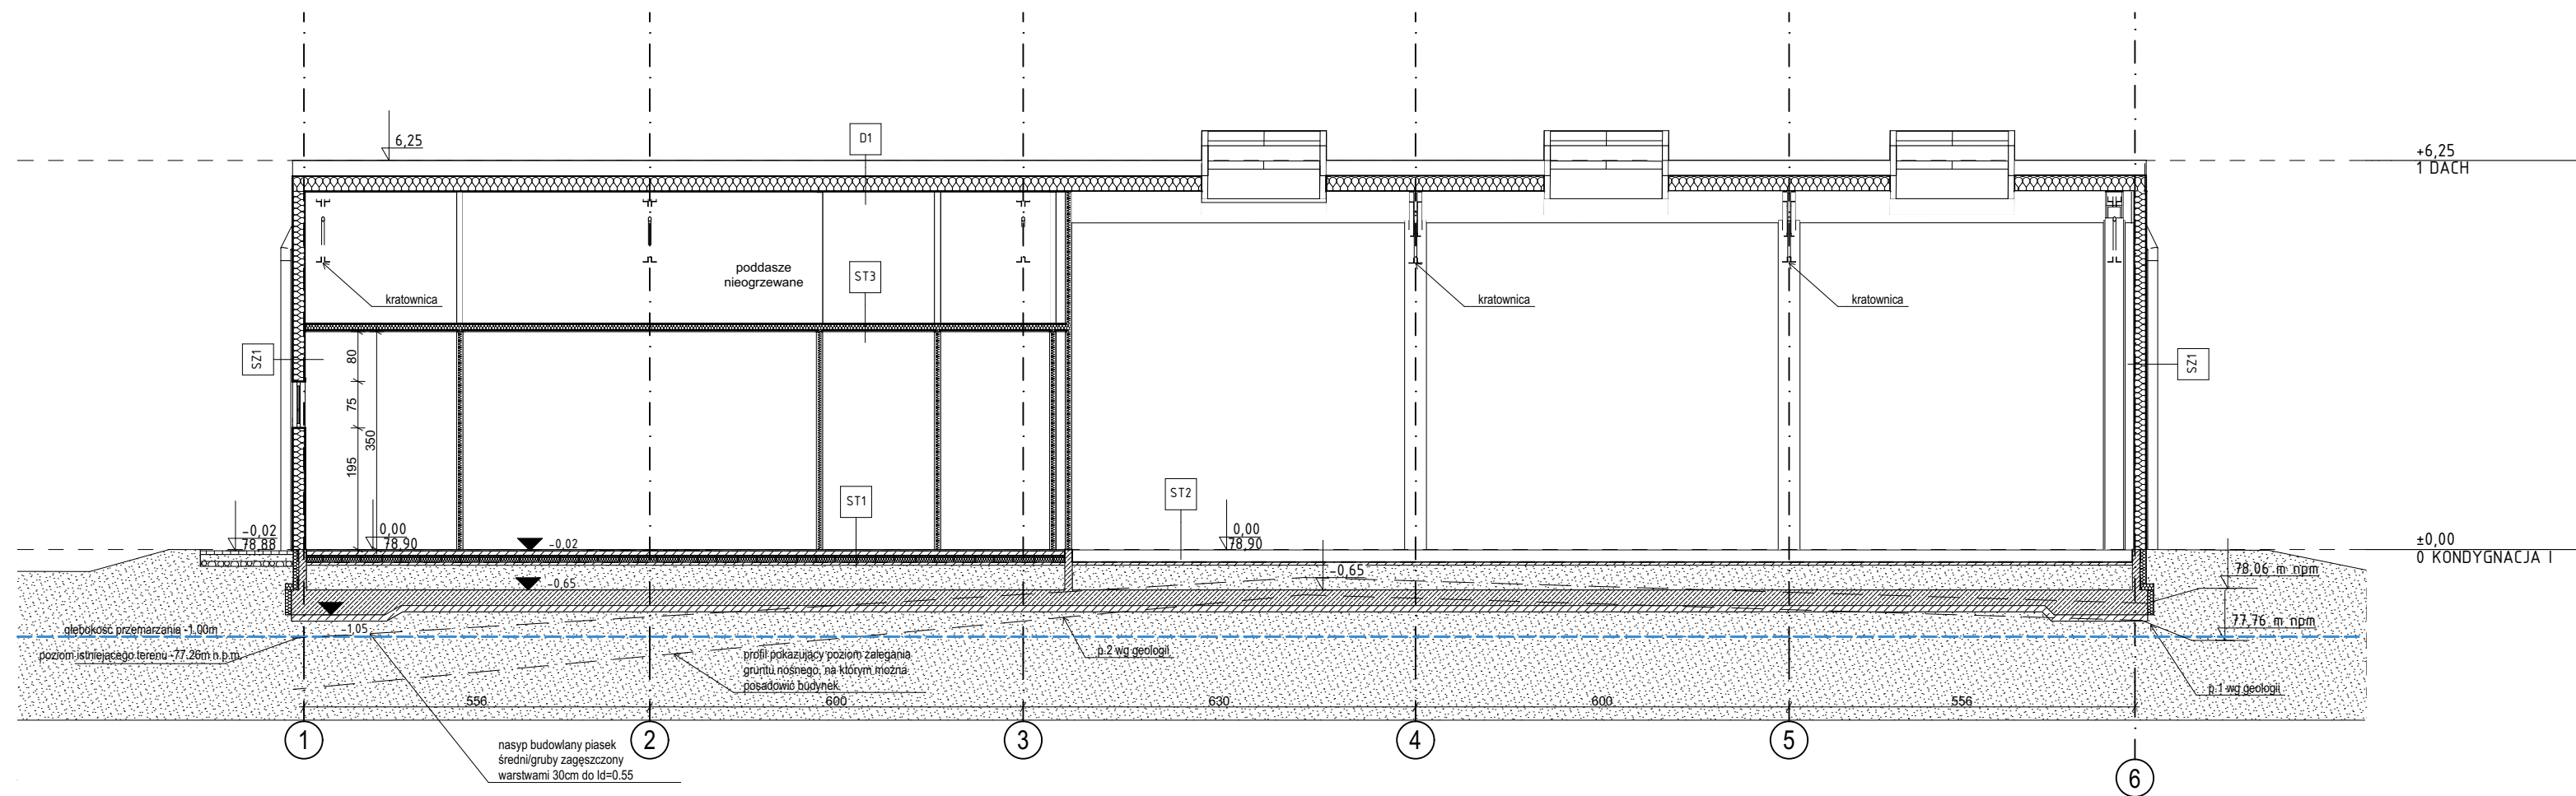 6,25
D1
+6,25
1 DACH
poddasze
nieogrzewane
ST3
kratownica
kratownica
kratownica
SZ1
80
75
350
195
SZ1
ST1
ST2
-0,02
78,88
0,00
78,90
-0,02
0,00
78,90
±0,00
0 KONDYGNACJA I
-0,65
-0,65
78,06 m npm
77,76 m npm
głębokość przemarzania -1.00m
-1,05
poziom istniejącego terenu -77.26m n.p.m.
profil pokazujący poziom zalegania
gruntu nośnego, na którym można
posadowić budynek.
p.2 wg geologii
p.1 wg geologii
556
600
630
600
556
1
2
3
4
5
6
nasyp budowlany piasek
średni/gruby zagęszczony
warstwami 30cm do Id=0.55